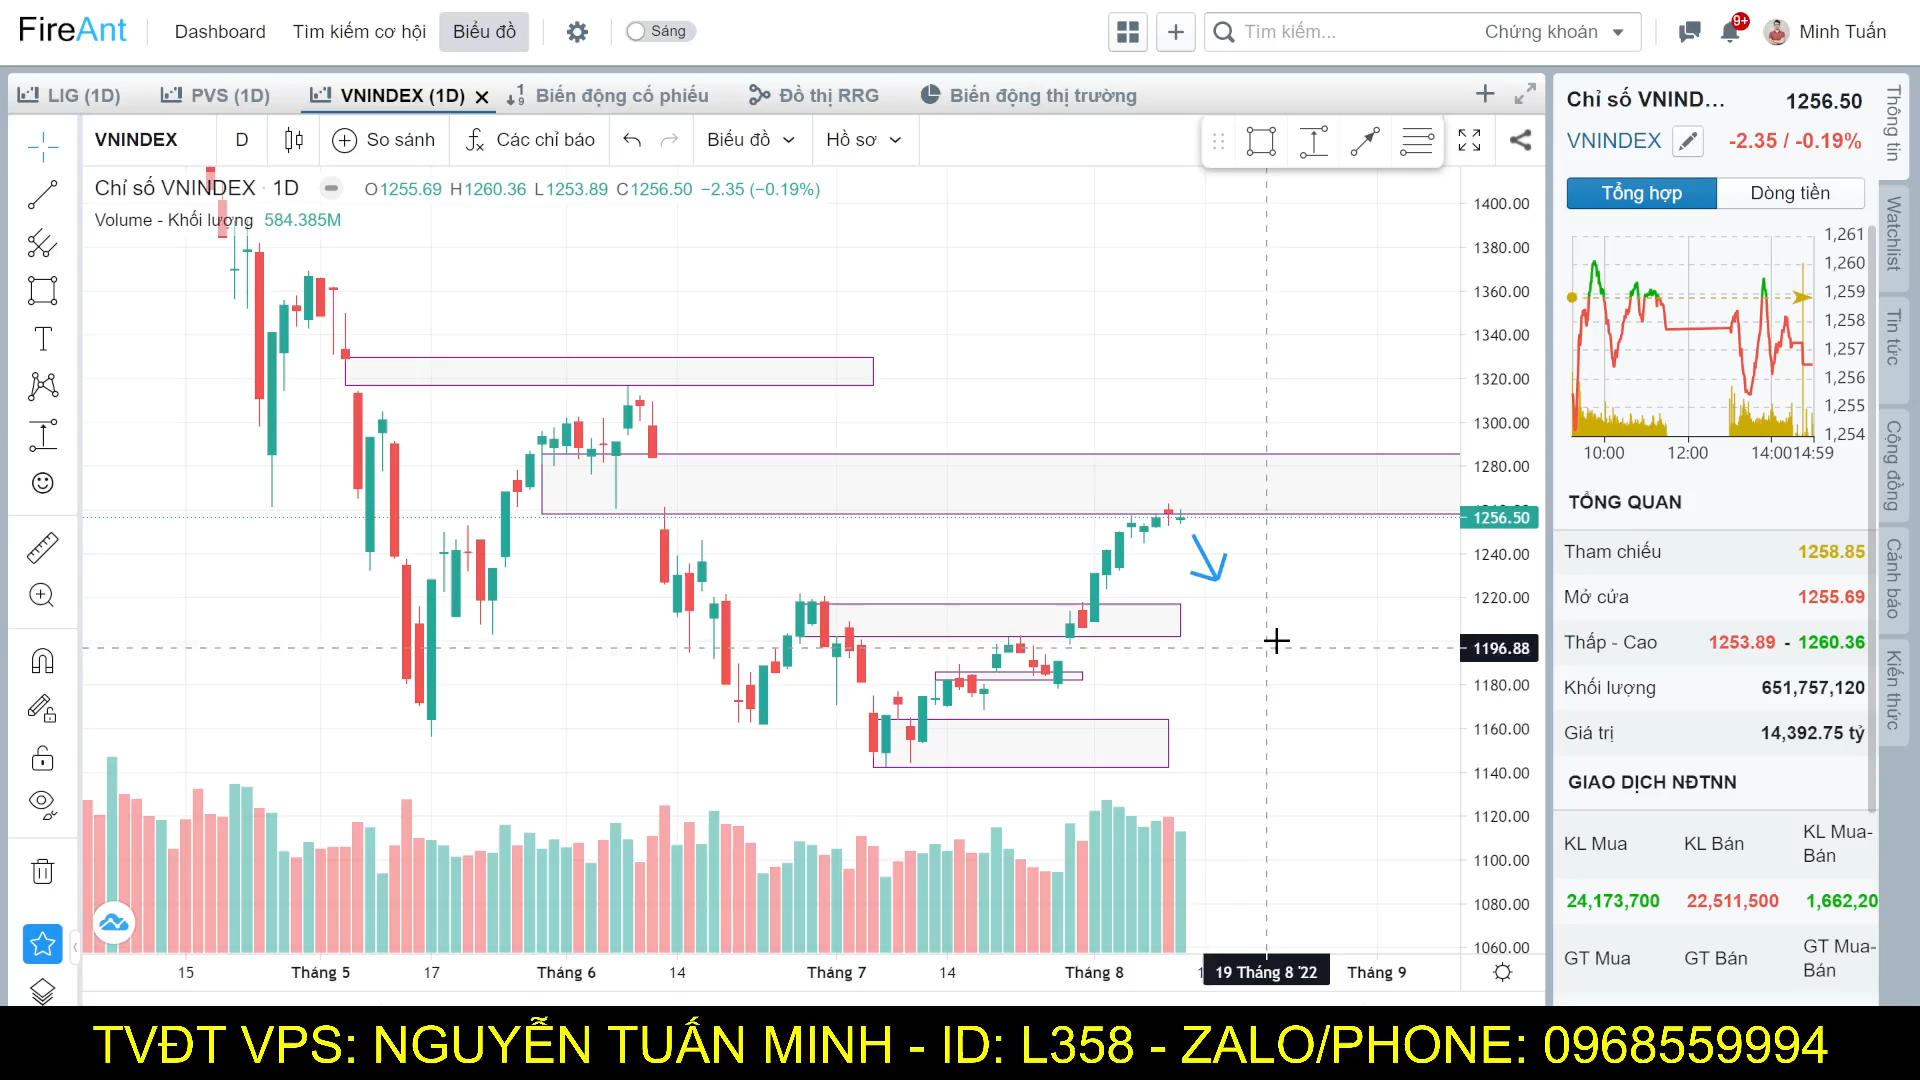 FireAnt
Dashboard
Tìm kiếm cơ hội
Biểu đồ
Sáng
Tìm kiếm...
Chứng khoán
9+
Minh Tuấn
LIG (1D)
PVS (1D)
VNINDEX (1D)
Biến động cổ phiếu
Đồ thị RRG
Biến động thị trường
VNINDEX
D
So sánh
Các chỉ báo
Biểu đồ
Hồ sơ
Chỉ số VNINDEX · 1D
O1255.69 H1260.36 L1253.89 C1256.50 −2.35 (−0.19%)
Volume - Khối lượng 584.385M
1400.00
1380.00
1360.00
1340.00
1320.00
1300.00
1280.00
1256.50
1240.00
1220.00
1196.88
1180.00
1160.00
1140.00
1120.00
1100.00
1080.00
1060.00
15
Tháng 5
17
Tháng 6
14
Tháng 7
14
Tháng 8
19 Tháng 8 '22
Tháng 9
Chỉ số VNIND...
1256.50
VNINDEX
-2.35 / -0.19%
Tổng hợp
Dòng tiền
1,261
1,260
1,259
1,258
1,257
1,256
1,255
1,254
10:00
12:00
14:00
14:59
TỔNG QUAN
Tham chiếu 1258.85
Mở cửa 1255.69
Thấp - Cao 1253.89 - 1260.36
Khối lượng 651,757,120
Giá trị 14,392.75 tỷ
GIAO DỊCH NĐTNN
KL Mua
KL Bán
KL Mua-
Bán
24,173,700
22,511,500
1,662,20
GT Mua
GT Bán
GT Mua-
Bán
Thông tin
Watchlist
Tin tức
Cộng đồng
Cảnh báo
Kiến thức
TVĐT VPS: NGUYỄN TUẤN MINH - ID: L358 - ZALO/PHONE: 0968559994